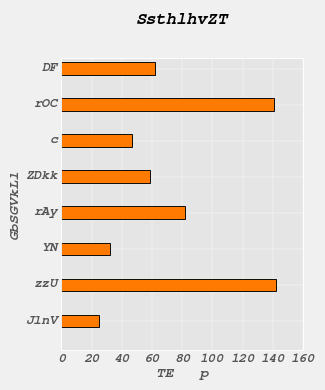 SsthlhvZT
DF
rOC
c
ZDkk
rAy
YN
zzU
JlnV
GbSGVkLl
0 20 40 60 80 100 120 140 160
TE p